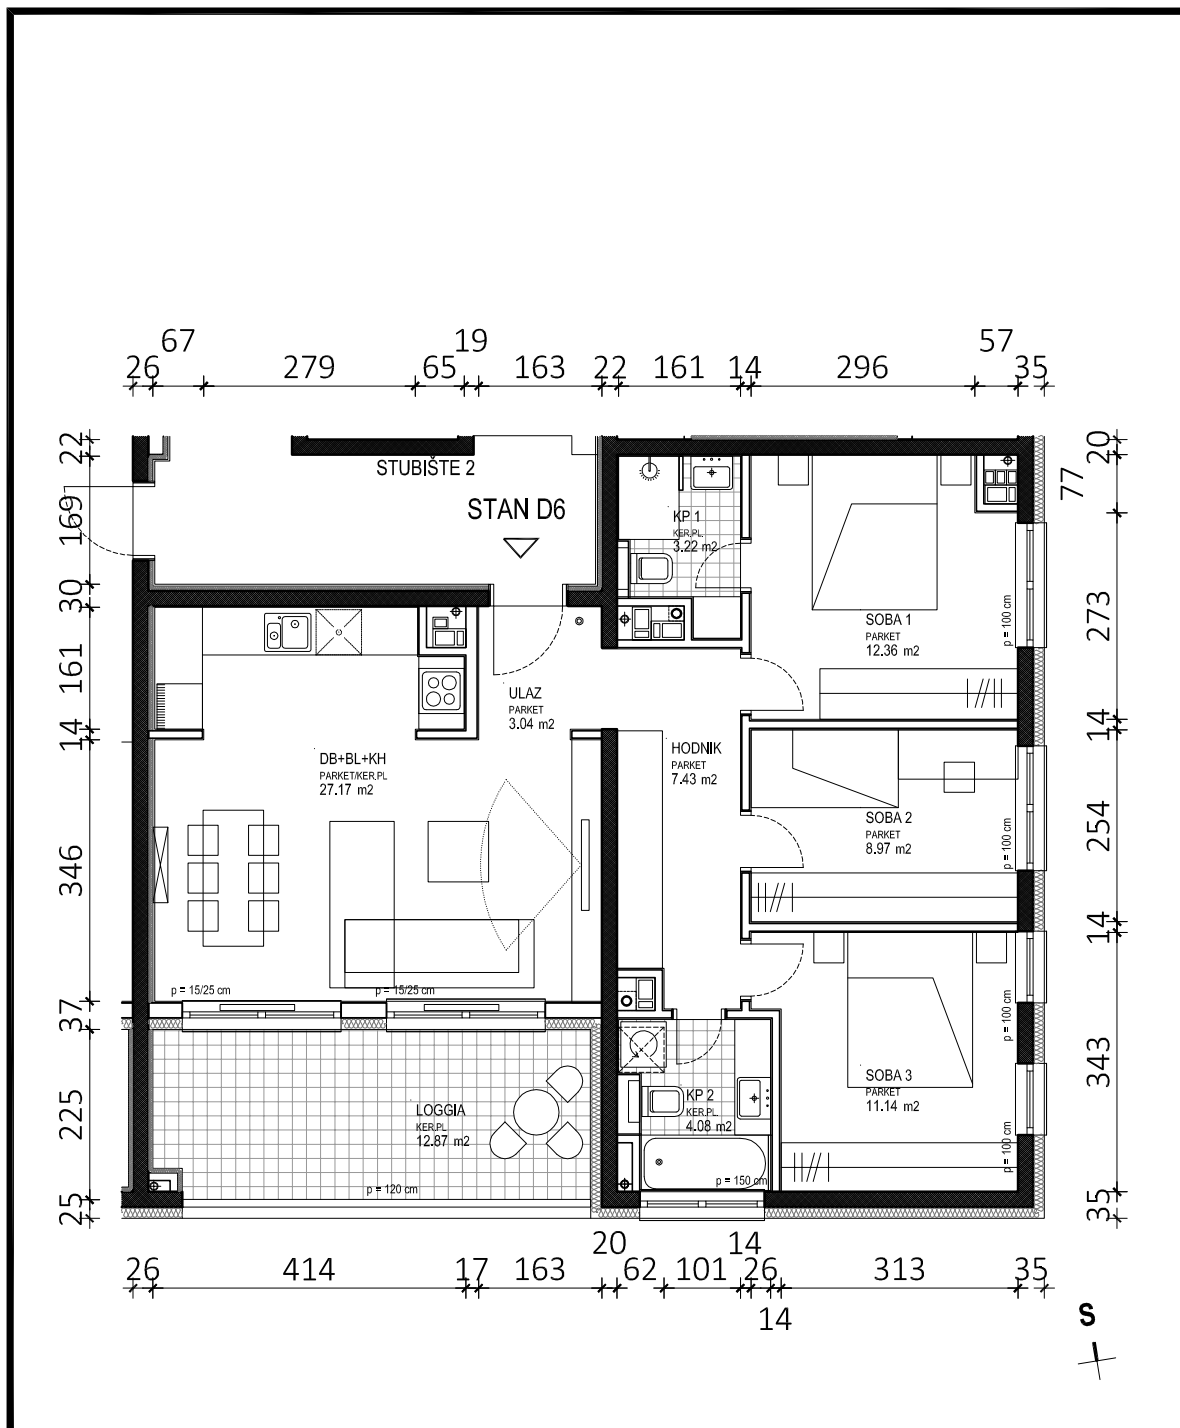 67
19
57
26
279
65
163
22
161
14
296
35
22
169
30
161
14
346
37
225
25
20
77
273
14
254
14
343
35
STUBIŠTE 2
STAN D6
KP 1
KER.PL.
3.22 m2
SOBA 1
PARKET
12.36 m2
p = 100 cm
ULAZ
PARKET
3.04 m2
DB+BL+KH
PARKET/KER.PL
27.17 m2
HODNIK
PARKET
7.43 m2
SOBA 2
PARKET
8.97 m2
p = 100 cm
p = 15/25 cm
p = 15/25 cm
p = 100 cm
SOBA 3
PARKET
11.14 m2
p = 100 cm
KP 2
KER.PL.
4.08 m2
p = 150 cm
LOGGIA
KER.PL
12.87 m2
p = 120 cm
20
14
26
414
17
163
62
101
26
313
35
14
S